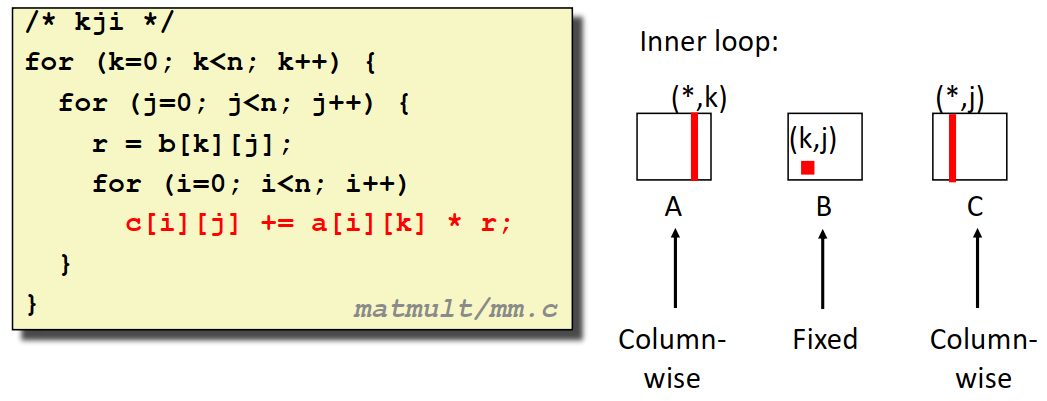 /* kji */
for (k=0; k<n; k++) {
  for (j=0; j<n; j++) {
    r = b[k][j];
    for (i=0; i<n; i++)
      c[i][j] += a[i][k] * r;
  }
}
matmult/mm.c
Inner loop:
(*,k)
(k,j)
(*,j)
A
B
C
Column-
wise
Fixed
Column-
wise